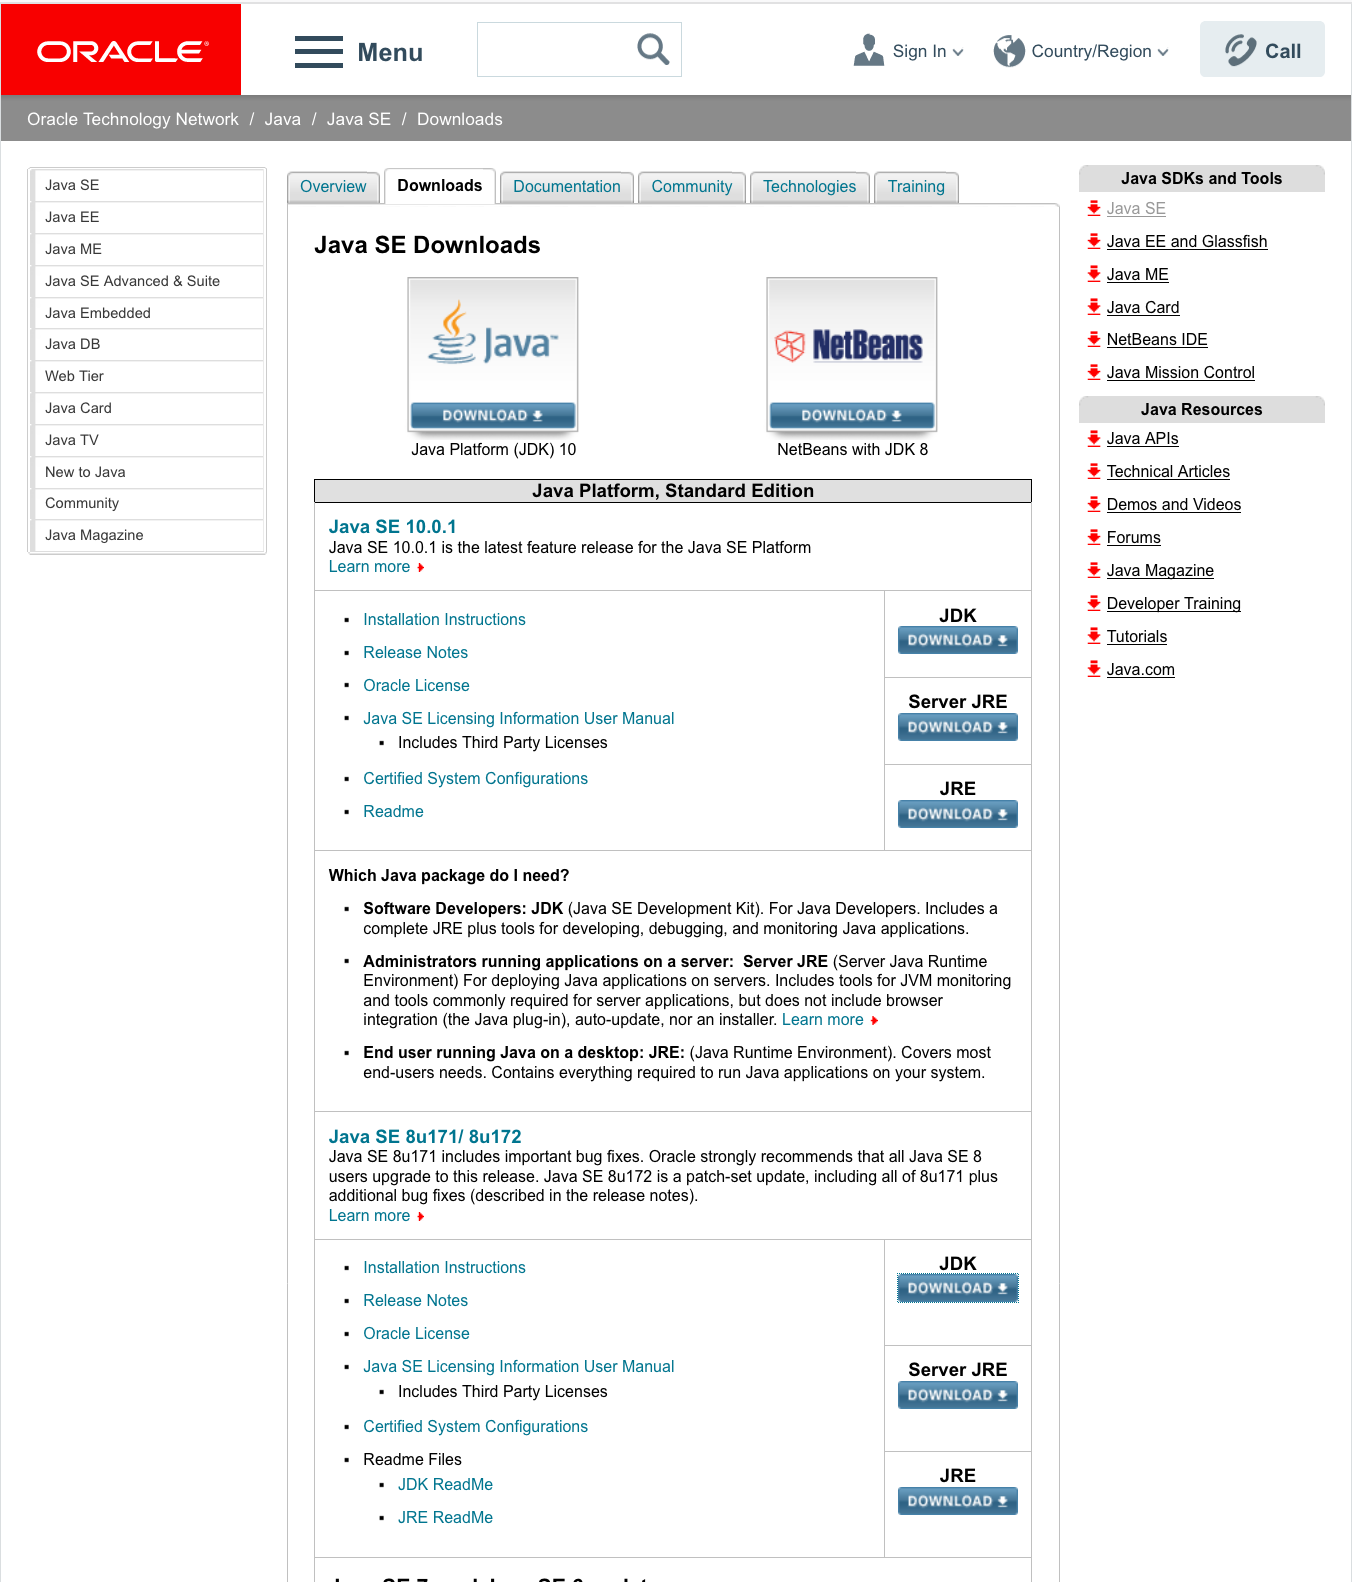 ORACLE®
Menu
Sign In
Country/Region
Call
Oracle Technology Network / Java / Java SE / Downloads
Java SE
Java EE
Java ME
Java SE Advanced & Suite
Java Embedded
Java DB
Web Tier
Java Card
Java TV
New to Java
Community
Java Magazine
Overview
Downloads
Documentation
Community
Technologies
Training
Java SE Downloads
Java™
DOWNLOAD
Java Platform (JDK) 10
NetBeans
DOWNLOAD
NetBeans with JDK 8
Java Platform, Standard Edition
Java SE 10.0.1
Java SE 10.0.1 is the latest feature release for the Java SE Platform
Learn more
Installation Instructions
Release Notes
Oracle License
Java SE Licensing Information User Manual
Includes Third Party Licenses
Certified System Configurations
Readme
JDK
DOWNLOAD
Server JRE
DOWNLOAD
JRE
DOWNLOAD
Which Java package do I need?
Software Developers: JDK (Java SE Development Kit). For Java Developers. Includes a
complete JRE plus tools for developing, debugging, and monitoring Java applications.
Administrators running applications on a server:  Server JRE (Server Java Runtime
Environment) For deploying Java applications on servers. Includes tools for JVM monitoring
and tools commonly required for server applications, but does not include browser
integration (the Java plug-in), auto-update, nor an installer. Learn more
End user running Java on a desktop: JRE: (Java Runtime Environment). Covers most
end-users needs. Contains everything required to run Java applications on your system.
Java SE 8u171/ 8u172
Java SE 8u171 includes important bug fixes. Oracle strongly recommends that all Java SE 8
users upgrade to this release. Java SE 8u172 is a patch-set update, including all of 8u171 plus
additional bug fixes (described in the release notes).
Learn more
Installation Instructions
Release Notes
Oracle License
Java SE Licensing Information User Manual
Includes Third Party Licenses
Certified System Configurations
Readme Files
JDK ReadMe
JRE ReadMe
JDK
DOWNLOAD
Server JRE
DOWNLOAD
JRE
DOWNLOAD
Java SDKs and Tools
Java SE
Java EE and Glassfish
Java ME
Java Card
NetBeans IDE
Java Mission Control
Java Resources
Java APIs
Technical Articles
Demos and Videos
Forums
Java Magazine
Developer Training
Tutorials
Java.com